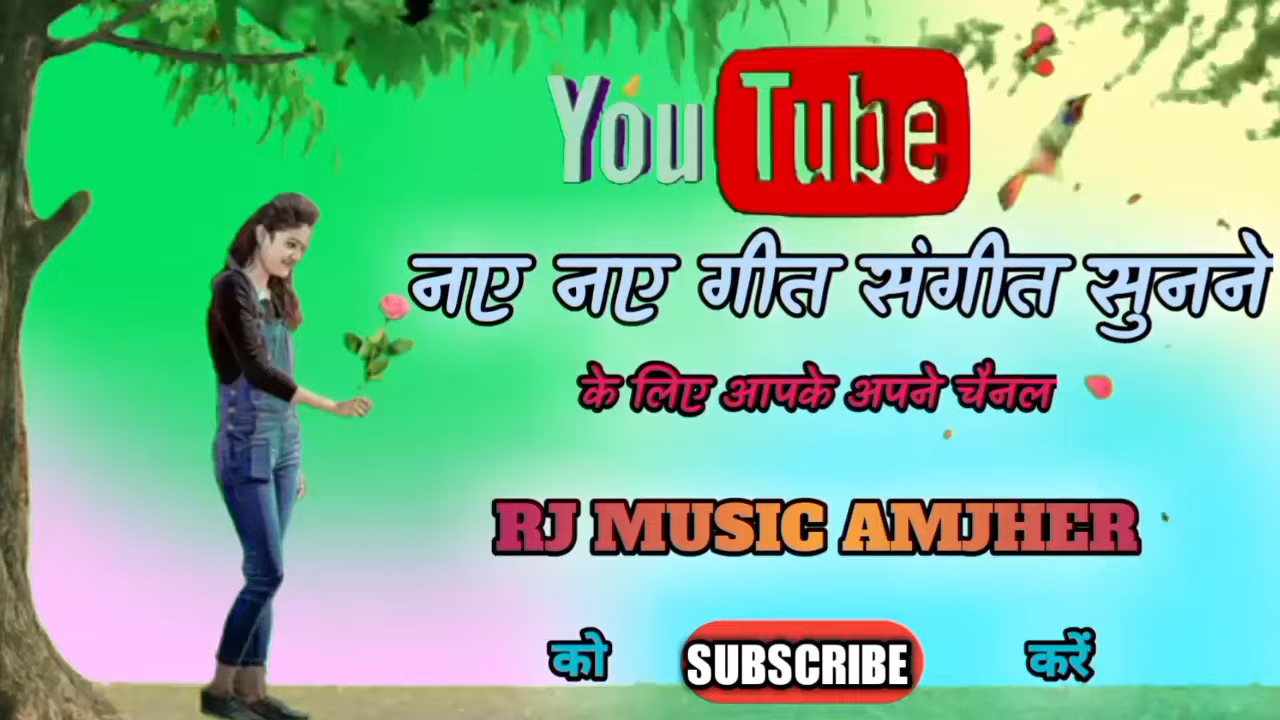 YouTube
नए नए गीत संगीत सुनने
के लिए आपके अपने चैनल
RJ MUSIC AMJHER
को SUBSCRIBE करें